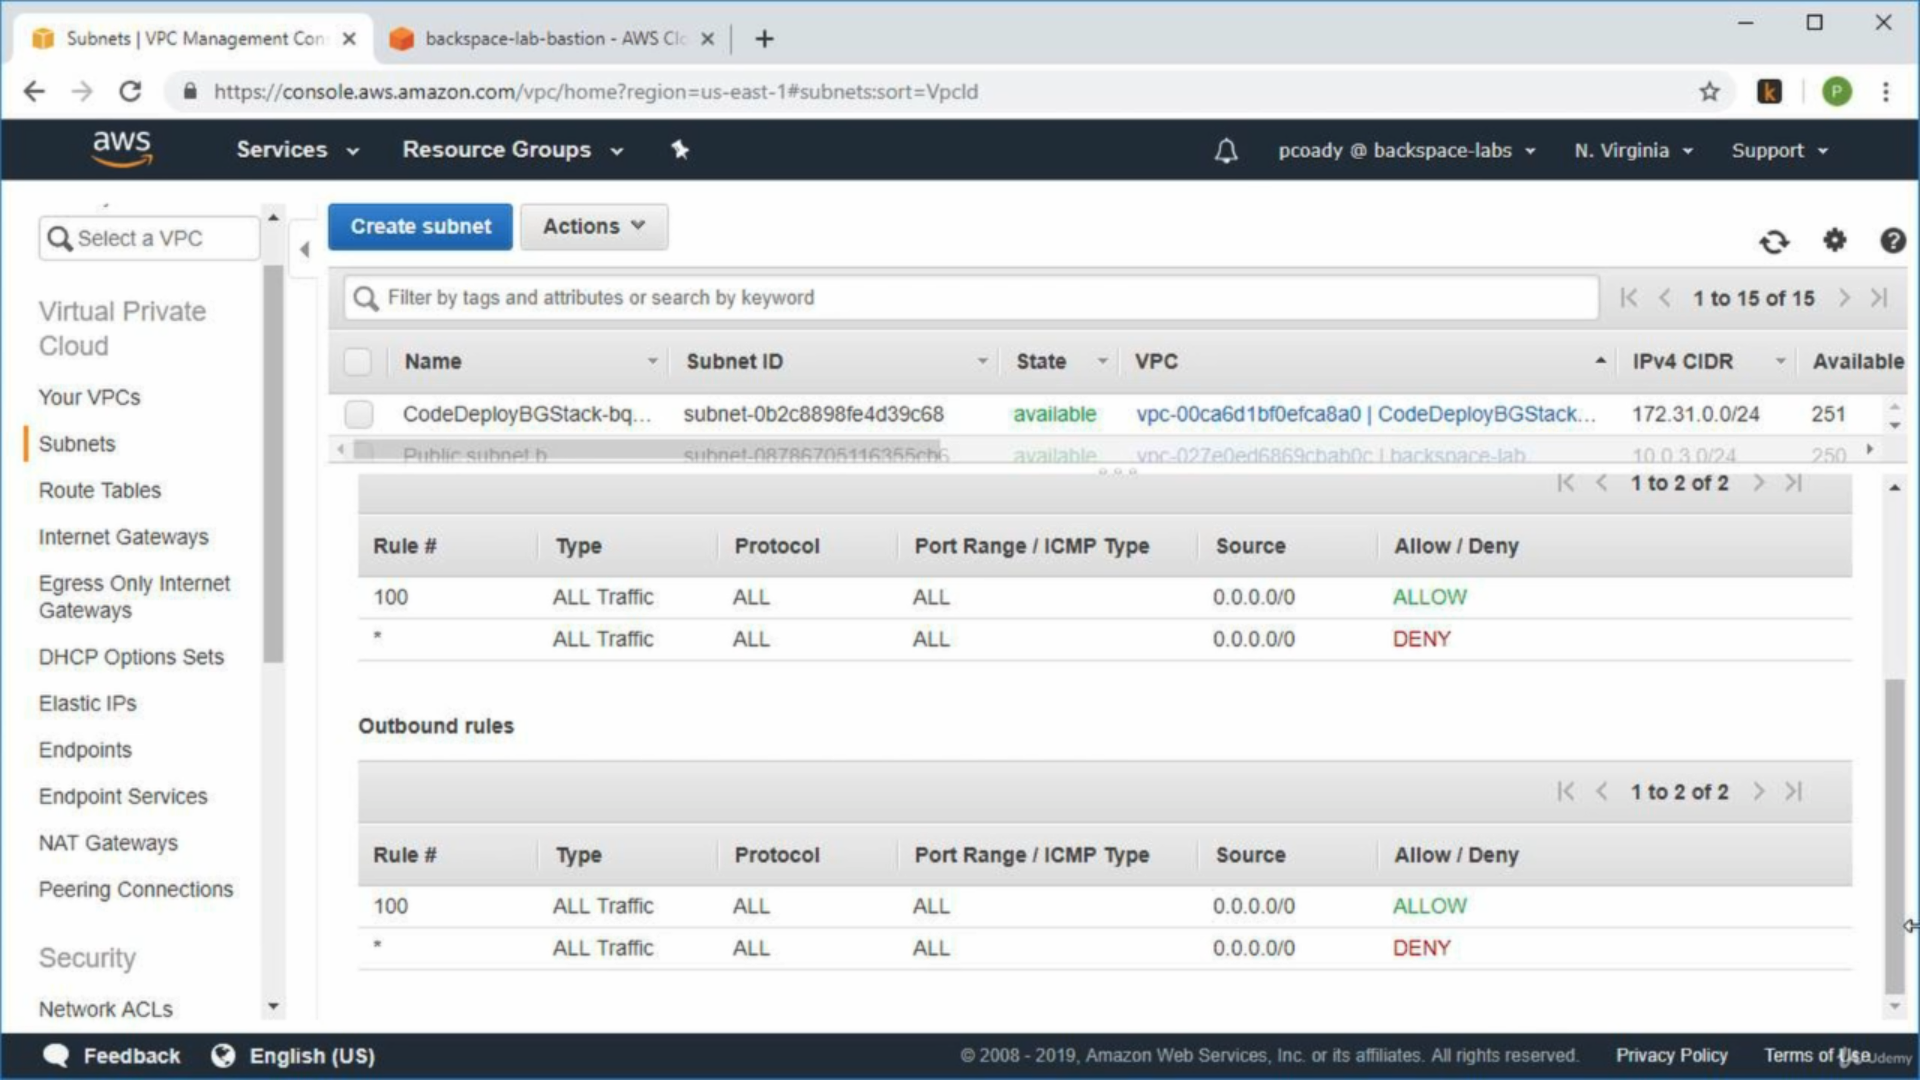 Subnets | VPC Management Con
backspace-lab-bastion - AWS Clo
https://console.aws.amazon.com/vpc/home?region=us-east-1#subnets:sort=VpcId
k
P
aws
Services
Resource Groups
pcoady @ backspace-labs
N. Virginia
Support
Select a VPC
Virtual Private
Cloud
Your VPCs
Subnets
Route Tables
Internet Gateways
Egress Only Internet
Gateways
DHCP Options Sets
Elastic IPs
Endpoints
Endpoint Services
NAT Gateways
Peering Connections
Security
Network ACLs
Create subnet
Actions
Filter by tags and attributes or search by keyword
1 to 15 of 15
Name Subnet ID State VPC IPv4 CIDR Available
CodeDeployBGStack-bq... subnet-0b2c8898fe4d39c68 available vpc-00ca6d1bf0efca8a0 | CodeDeployBGStack... 172.31.0.0/24 251
Public subnet b subnet-08786705116355cb6 available vpc-027e0ed6869cbab0c | backspace-lab 10.0.3.0/24 250
1 to 2 of 2
Rule # Type Protocol Port Range / ICMP Type Source Allow / Deny
100 ALL Traffic ALL ALL 0.0.0.0/0 ALLOW
* ALL Traffic ALL ALL 0.0.0.0/0 DENY
Outbound rules
1 to 2 of 2
Rule # Type Protocol Port Range / ICMP Type Source Allow / Deny
100 ALL Traffic ALL ALL 0.0.0.0/0 ALLOW
* ALL Traffic ALL ALL 0.0.0.0/0 DENY
Feedback
English (US)
© 2008 - 2019, Amazon Web Services, Inc. or its affiliates. All rights reserved.
Privacy Policy
Terms of Use
Udemy